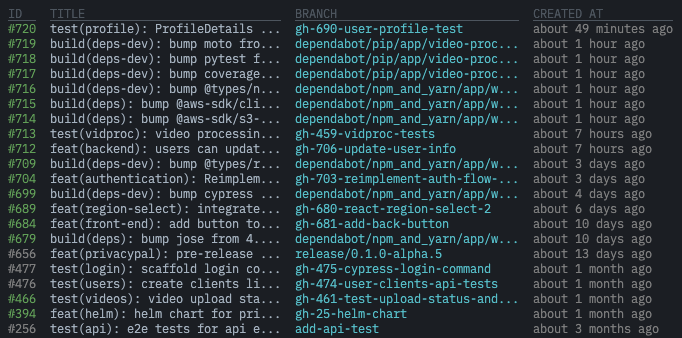 ID TITLE BRANCH CREATED AT
#720 test(profile): ProfileDetails ... gh-690-user-profile-test about 49 minutes ago
#719 build(deps-dev): bump moto fro... dependabot/pip/app/video-proc... about 1 hour ago
#718 build(deps-dev): bump pytest f... dependabot/pip/app/video-proc... about 1 hour ago
#717 build(deps-dev): bump coverage... dependabot/pip/app/video-proc... about 1 hour ago
#716 build(deps-dev): bump @types/n... dependabot/npm_and_yarn/app/w... about 1 hour ago
#715 build(deps): bump @aws-sdk/cli... dependabot/npm_and_yarn/app/w... about 1 hour ago
#714 build(deps): bump @aws-sdk/s3-... dependabot/npm_and_yarn/app/w... about 1 hour ago
#713 test(vidproc): video processin... gh-459-vidproc-tests about 7 hours ago
#712 feat(backend): users can updat... gh-706-update-user-info about 7 hours ago
#709 build(deps-dev): bump @types/r... dependabot/npm_and_yarn/app/w... about 3 days ago
#704 feat(authentication): Reimplem... gh-703-reimplement-auth-flow-... about 3 days ago
#699 build(deps-dev): bump cypress ... dependabot/npm_and_yarn/app/w... about 4 days ago
#689 feat(region-select): integrate... gh-680-react-region-select-2 about 6 days ago
#684 feat(front-end): add button to... gh-681-add-back-button about 10 days ago
#679 build(deps): bump jose from 4.... dependabot/npm_and_yarn/app/w... about 10 days ago
#656 feat(privacypal): pre-release ... release/0.1.0-alpha.5 about 13 days ago
#477 test(login): scaffold login co... gh-475-cypress-login-command about 1 month ago
#476 test(users): create clients li... gh-474-user-clients-api-tests about 1 month ago
#466 test(videos): video upload sta... gh-461-test-upload-status-and... about 1 month ago
#394 feat(helm): helm chart for pri... gh-25-helm-chart about 1 month ago
#256 test(api): e2e tests for api e... add-api-test about 3 months ago